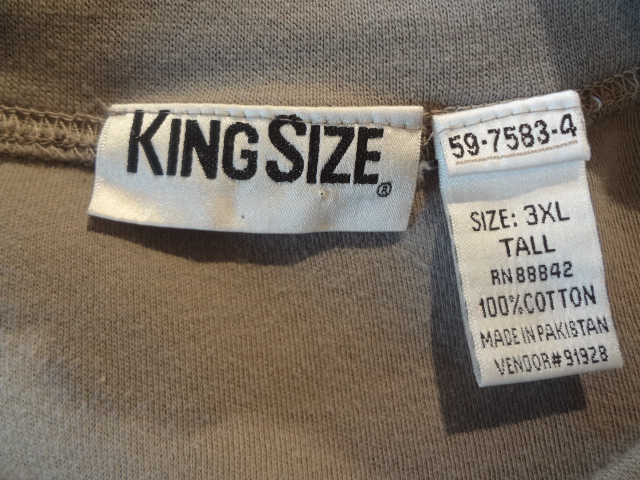 KINGSIZE®
59-7583-4
SIZE: 3XL
TALL
RN 88842
100%COTTON
MADE IN PAKISTAN
VENDOR#91928